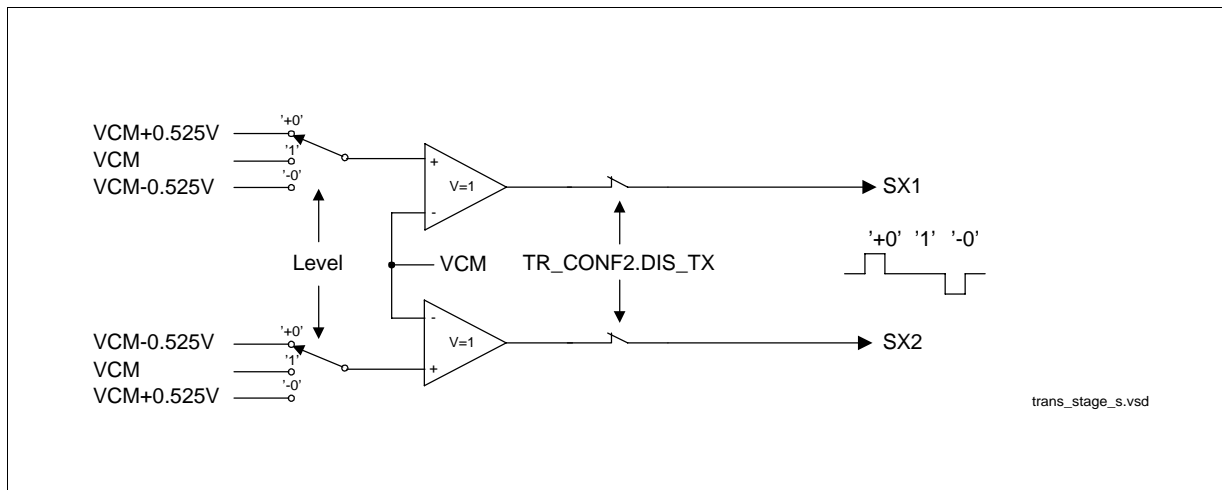 '+0'
VCM+0.525V
'1'
VCM
'-0'
VCM-0.525V
+
V=1
-
SX1
'+0' '1' '-0'
Level
VCM
TR_CONF2.DIS_TX
'+0'
VCM-0.525V
'1'
VCM
'-0'
VCM+0.525V
-
V=1
+
SX2
trans_stage_s.vsd